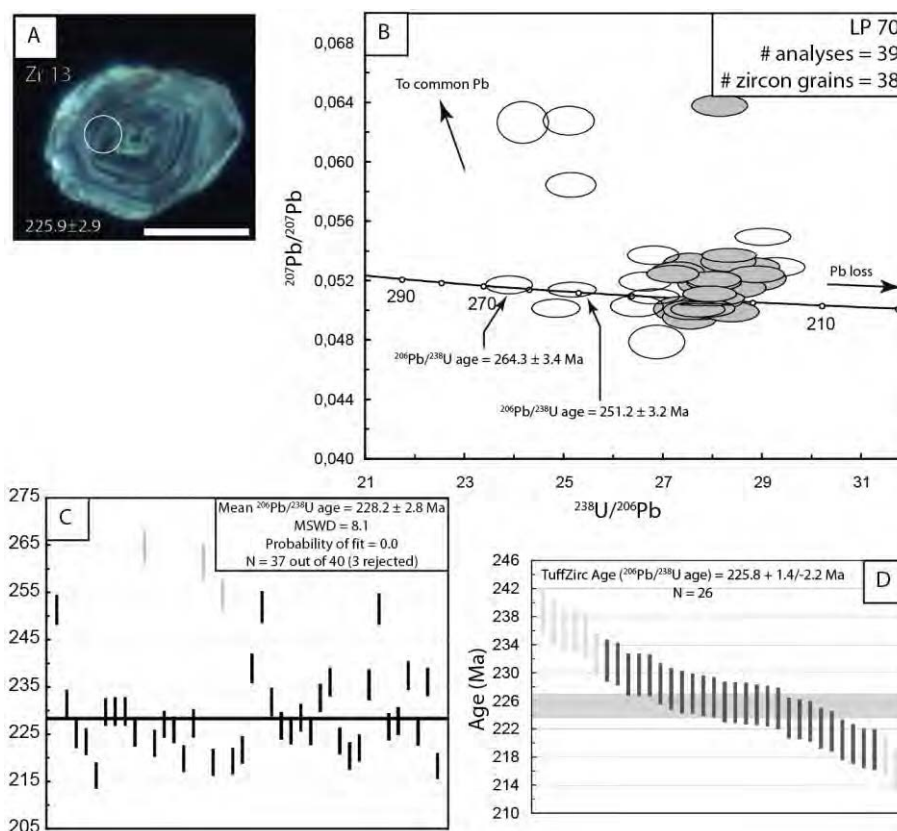 A
Zr 13
225.9±2.9
B
LP 70
# analyses = 39
# zircon grains = 38
To common Pb
Pb loss
0,068
0,064
0,060
0,056
0,052
0,048
0,044
0,040
²⁰⁷Pb/²⁰⁷Pb
290
270
210
²⁰⁶Pb/²³⁸U age = 264.3 ± 3.4 Ma
²⁰⁶Pb/²³⁸U age = 251.2 ± 3.2 Ma
21 23 25 27 29 31
²³⁸U/²⁰⁶Pb
C
Mean ²⁰⁶Pb/²³⁸U age = 228.2 ± 2.8 Ma
MSWD = 8.1
Probability of fit = 0.0
N = 37 out of 40 (3 rejected)
275
265
255
245
235
225
215
205
D
TuffZirc Age (²⁰⁶Pb/²³⁸U age) = 225.8 + 1.4/-2.2 Ma
N = 26
Age (Ma)
246
242
238
234
230
226
222
218
214
210